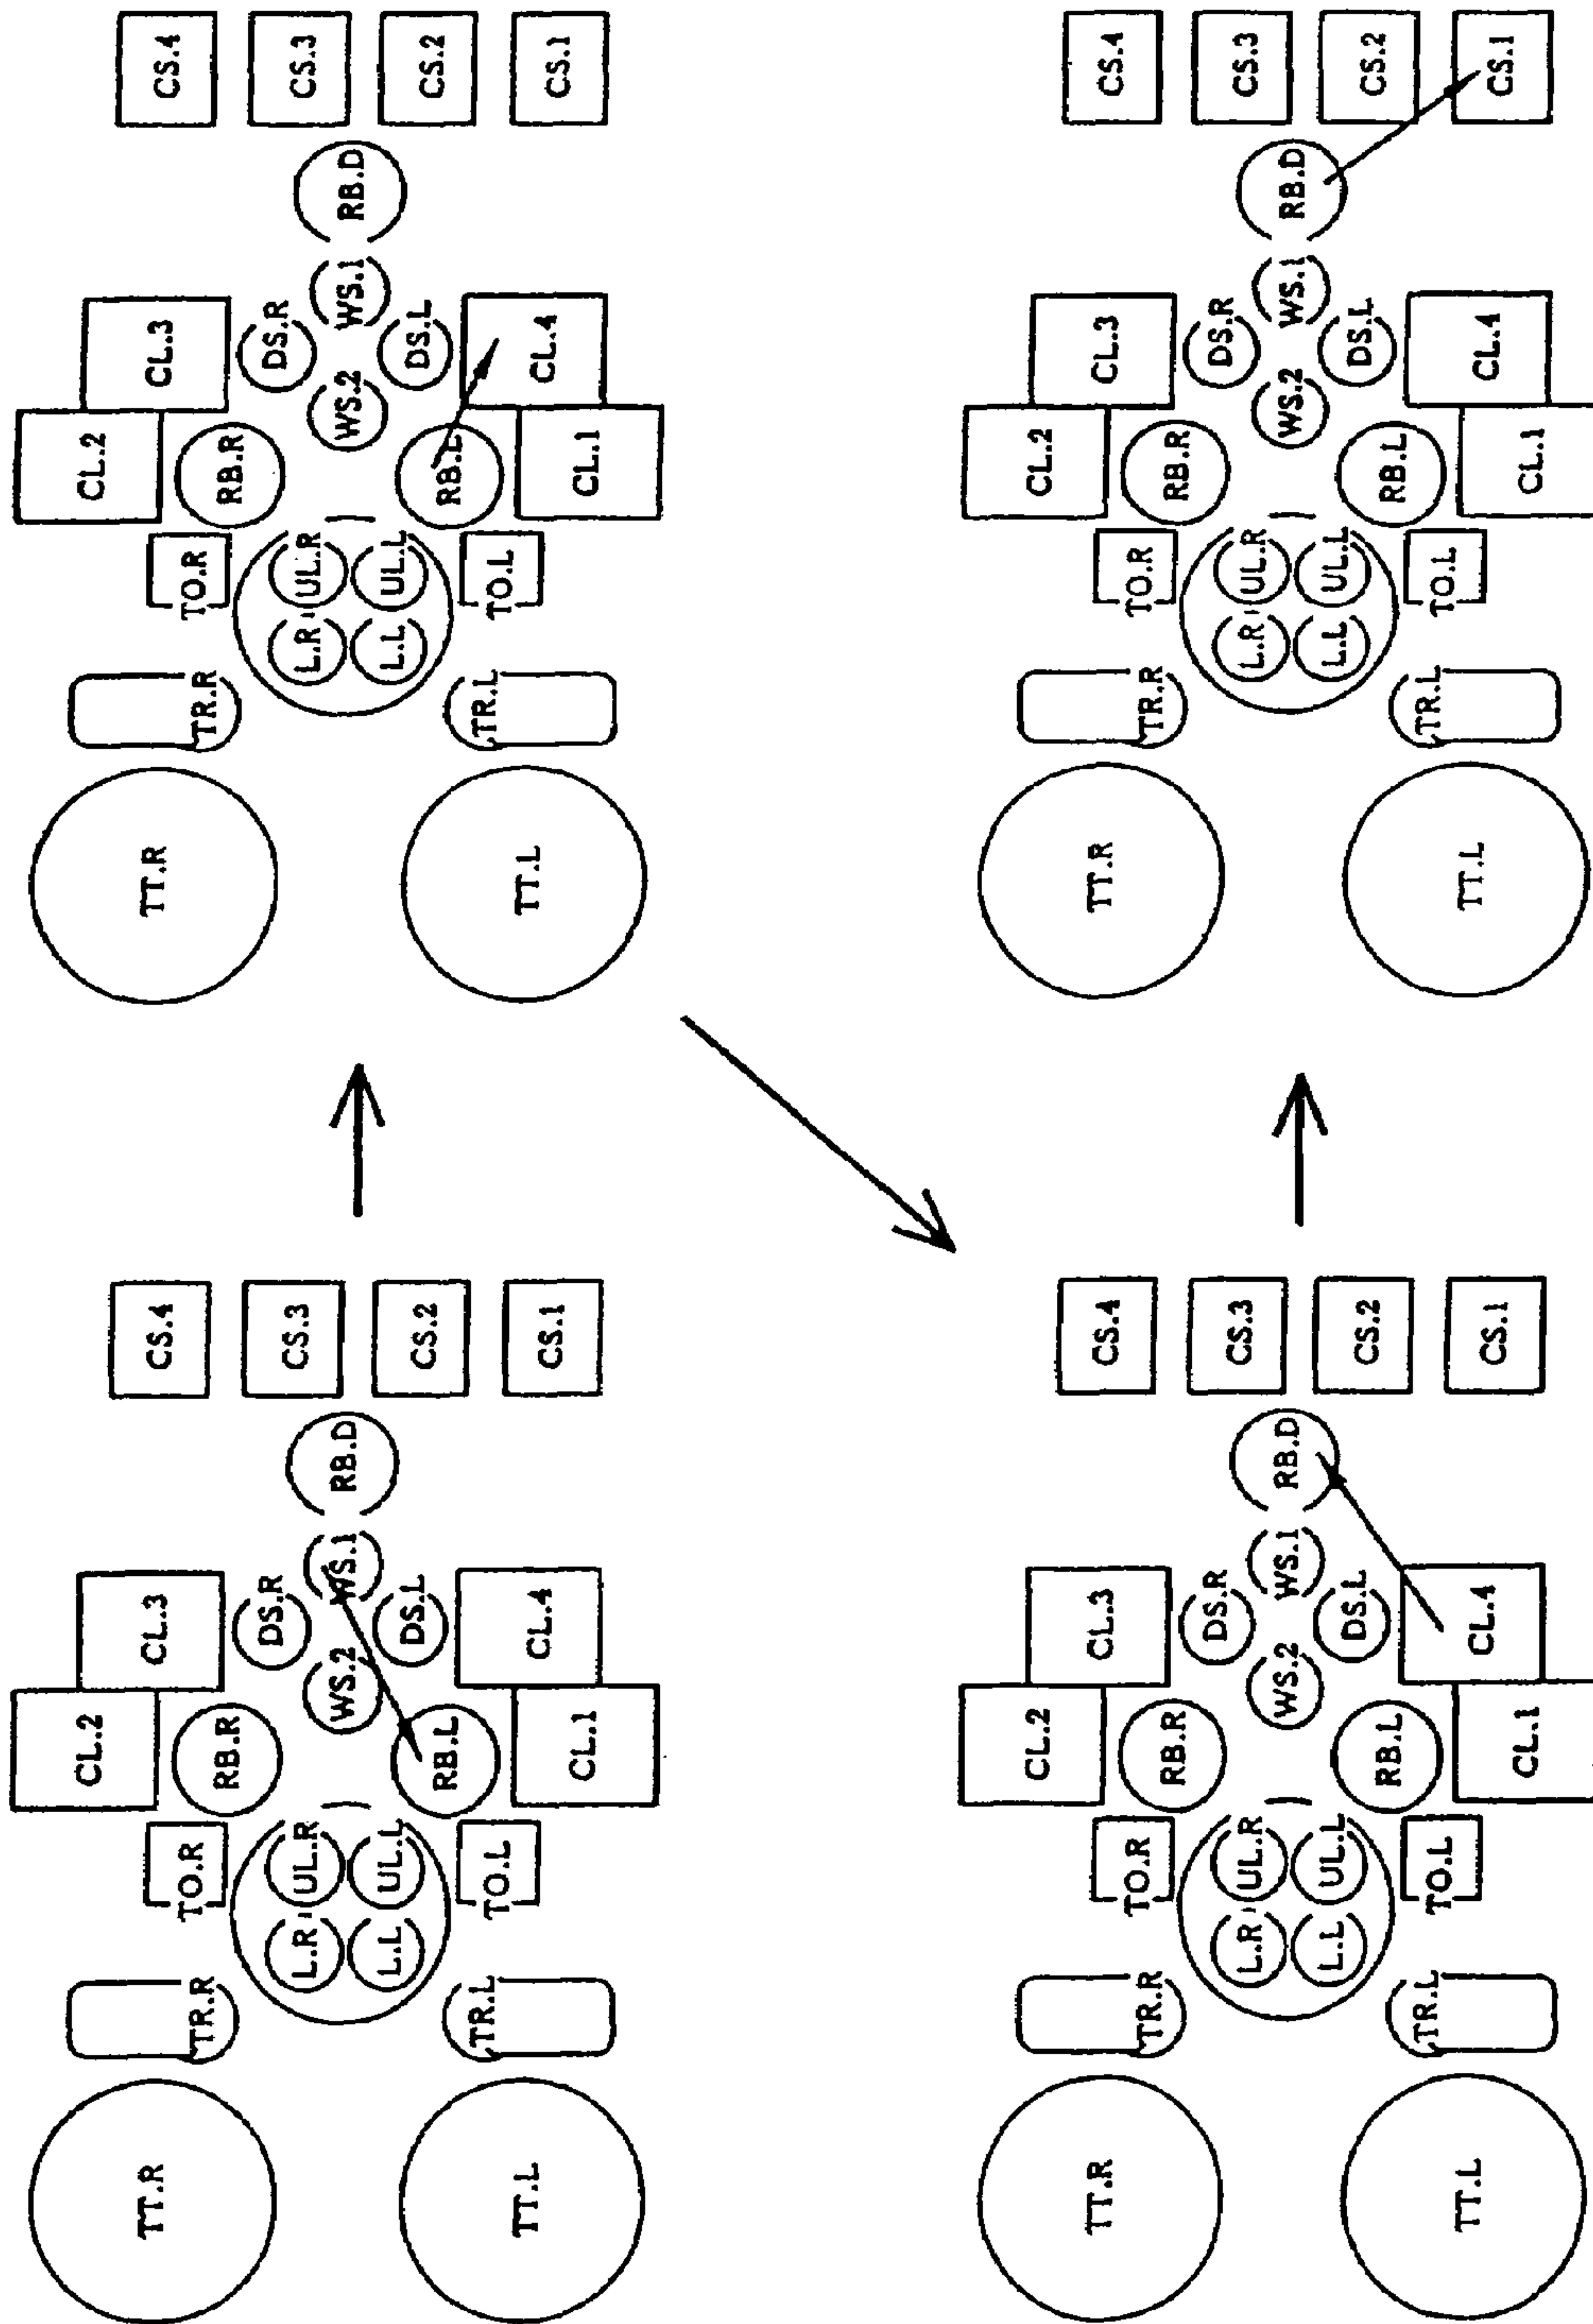 CL.2
TT.R
CL.3
CS.4
TR.R
TO.R
RB.R
DS.R
CS.3
L.R
UL.R
WS.2
WS.1
RB.D
L.L
UL.L
DS.L
CS.2
RB.L
TR.L
TO.L
TT.L
CL.4
CS.1
CL.1
CL.2
TT.R
CL.3
CS.4
TR.R
TO.R
RB.R
DS.R
CS.3
L.R
UL.R
WS.2
WS.1
RB.D
L.L
UL.L
DS.L
CS.2
RB.L
TR.L
TO.L
TT.L
CL.4
CS.1
CL.1
CL.2
TT.R
CL.3
CS.4
TR.R
TO.R
RB.R
DS.R
CS.3
L.R
UL.R
WS.2
WS.1
RB.D
L.L
UL.L
DS.L
CS.2
RB.L
TR.L
TO.L
TT.L
CL.4
CS.1
CL.1
CL.2
TT.R
CL.3
CS.4
TR.R
TO.R
RB.R
DS.R
CS.3
L.R
UL.R
WS.2
WS.1
RB.D
L.L
UL.L
DS.L
CS.2
RB.L
TR.L
TO.L
TT.L
CL.4
CS.1
CL.1